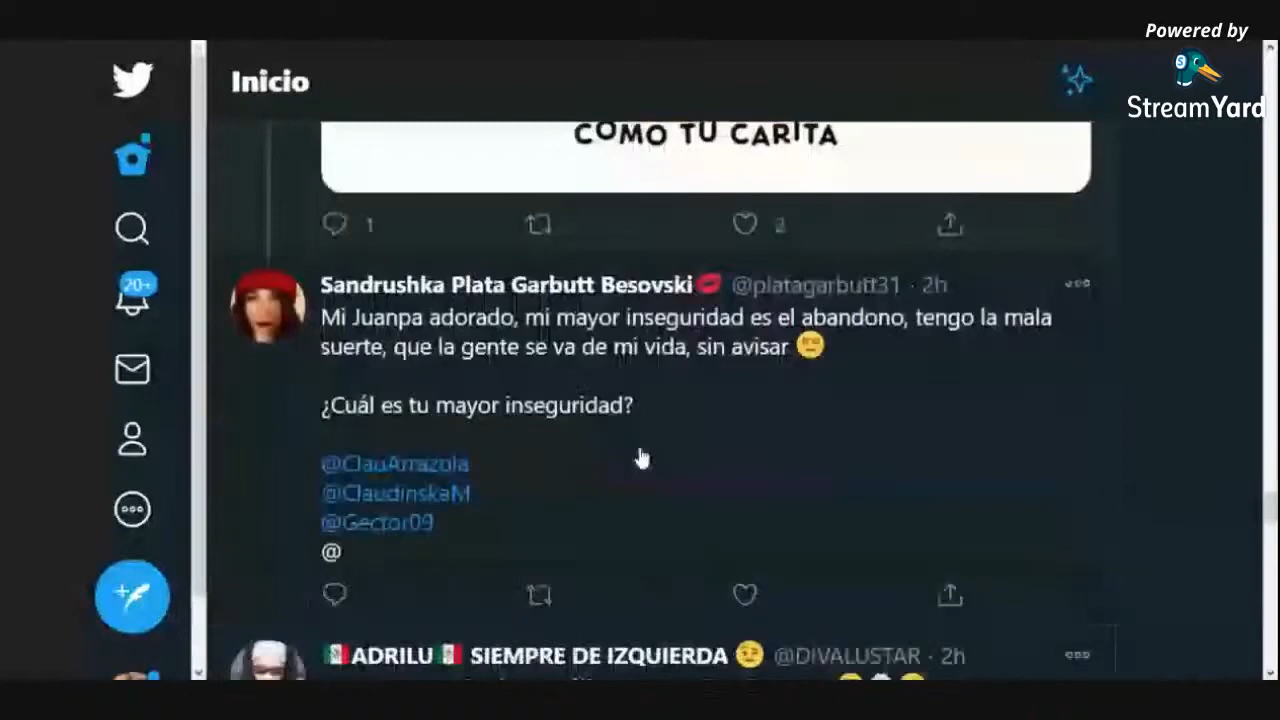 Powered by
StreamYard
Inicio
COMO TU CARITA
1
2
20+
Sandrushka Plata Garbutt Besovski💋 @platagarbutt31 · 2h
Mi Juanpa adorado, mi mayor inseguridad es el abandono, tengo la mala
suerte, que la gente se va de mi vida, sin avisar 😔
¿Cuál es tu mayor inseguridad?
@ClauArrazola
@ClaudinskaM
@Gector09
@
🇲🇽ADRILU🇲🇽 SIEMPRE DE IZQUIERDA 😉 @DIVALUSTAR · 2h